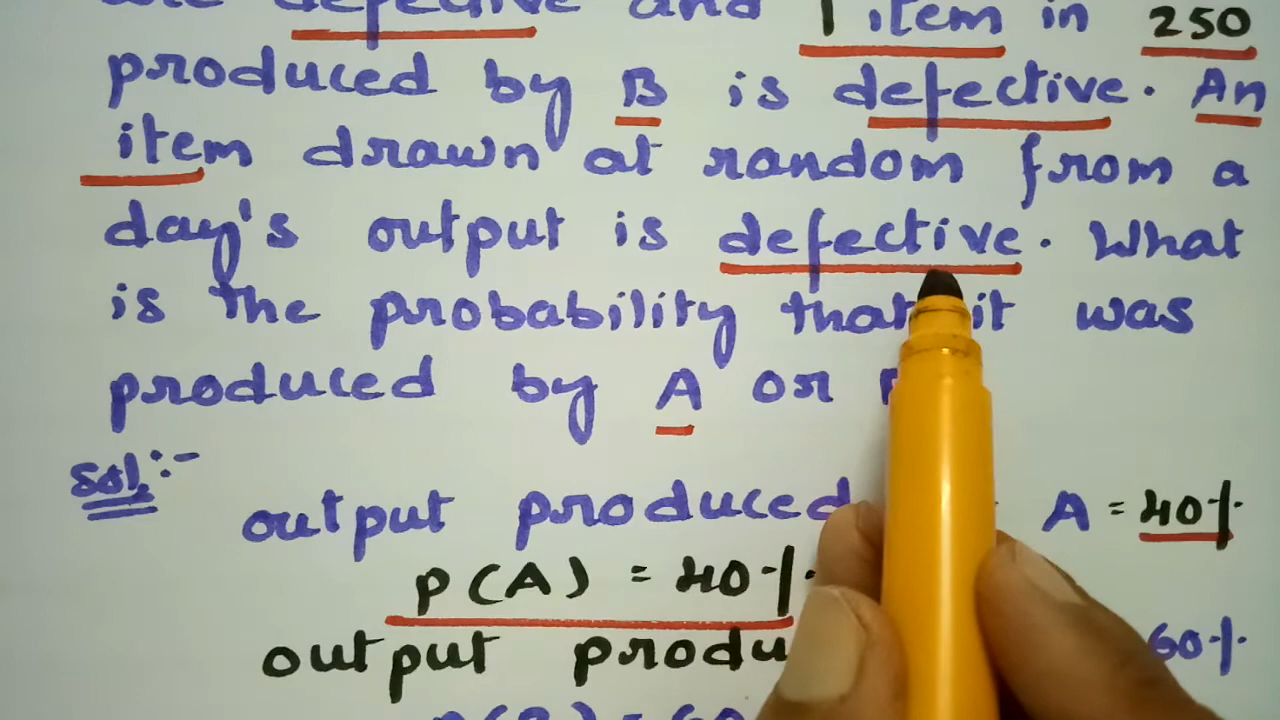 are defective and 1 item in 250
produced by B is defective. An
item drawn at random from a
day's output is defective. What
is the probability that it was
produced by A or
sol:-
output produced A = 40%
P(A) = 40%
output produ 60%